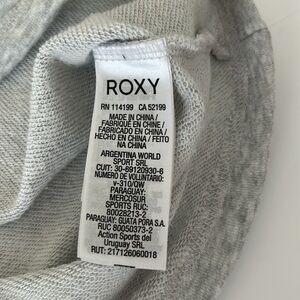 ROXY
RN 114199 CA 52199
MADE IN CHINA /
FABRIQUÉ EN CHINE /
FABRICADO EN CHINA /
HECHO EN CHINA / FEITO
NA CHINA
ARGENTINA WORLD
SPORT SRL
CUIT: 30-69120930-6
NUMERO DE VOLUNTARIO:
v-310/QW
PARAGUAY:
MERCOSUR
SPORTS RUC:
80028213-2
PARAGUAY: GUATA PORA S.A.
RUC 80050373-2
Action Sports del
Uruguay SRL
RUT: 217126060018